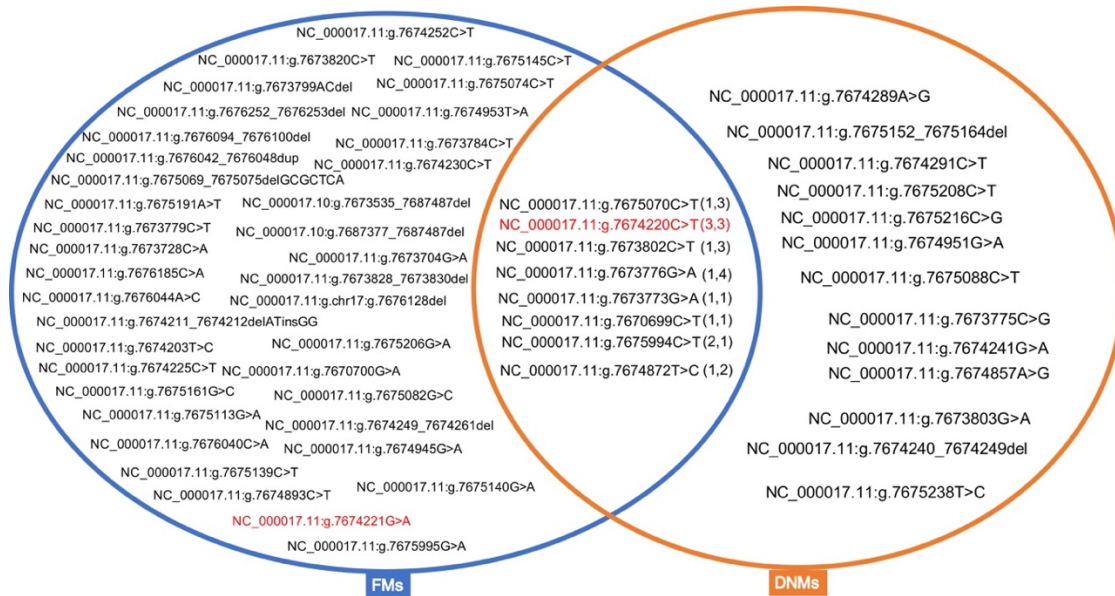 NC_000017.11:g.7674252C>T
NC_000017.11:g.7673820C>T
NC_000017.11:g.7675145C>T
NC_000017.11:g.7673799ACdel
NC_000017.11:g.7675074C>T
NC_000017.11:g.7676252_7676253del
NC_000017.11:g.7674953T>A
NC_000017.11:g.7676094_7676100del
NC_000017.11:g.7673784C>T
NC_000017.11:g.7676042_7676048dup
NC_000017.11:g.7674230C>T
NC_000017.11:g.7675069_7675075delGCGCTCA
NC_000017.11:g.7675191A>T
NC_000017.10:g.7673535_7687487del
NC_000017.11:g.7673779C>T
NC_000017.10:g.7687377_7687487del
NC_000017.11:g.7673728C>A
NC_000017.11:g.7673704G>A
NC_000017.11:g.7676185C>A
NC_000017.11:g.7673828_7673830del
NC_000017.11:g.7676044A>C
NC_000017.11:g.chr17:g.7676128del
NC_000017.11:g.7674211_7674212delATinsGG
NC_000017.11:g.7674203T>C
NC_000017.11:g.7675206G>A
NC_000017.11:g.7674225C>T
NC_000017.11:g.7670700G>A
NC_000017.11:g.7675161G>C
NC_000017.11:g.7675082G>C
NC_000017.11:g.7675113G>A
NC_000017.11:g.7674249_7674261del
NC_000017.11:g.7676040C>A
NC_000017.11:g.7674945G>A
NC_000017.11:g.7675139C>T
NC_000017.11:g.7674893C>T
NC_000017.11:g.7675140G>A
NC_000017.11:g.7674221G>A
NC_000017.11:g.7675995G>A
NC_000017.11:g.7675070C>T (1,3)
NC_000017.11:g.7674220C>T (3,3)
NC_000017.11:g.7673802C>T (1,3)
NC_000017.11:g.7673776G>A (1,4)
NC_000017.11:g.7673773G>A (1,1)
NC_000017.11:g.7670699C>T (1,1)
NC_000017.11:g.7675994C>T (2,1)
NC_000017.11:g.7674872T>C (1,2)
NC_000017.11:g.7674289A>G
NC_000017.11:g.7675152_7675164del
NC_000017.11:g.7674291C>T
NC_000017.11:g.7675208C>T
NC_000017.11:g.7675216C>G
NC_000017.11:g.7674951G>A
NC_000017.11:g.7675088C>T
NC_000017.11:g.7673775C>G
NC_000017.11:g.7674241G>A
NC_000017.11:g.7674857A>G
NC_000017.11:g.7673803G>A
NC_000017.11:g.7674240_7674249del
NC_000017.11:g.7675238T>C
FMs
DNMs